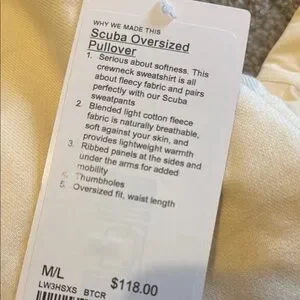 WHY WE MADE THIS
Scuba Oversized
Pullover
1. Serious about softness. This
crewneck sweatshirt is all
about fleecy fabric and pairs
perfectly with our Scuba
sweatpants
2. Blended light cotton fleece
fabric is naturally breathable,
soft against your skin, and
provides lightweight warmth
3. Ribbed panels at the sides and
under the arms for added
mobility
4. Thumbholes
5. Oversized fit, waist length
M/L
$118.00
LW3HSXS BTCR